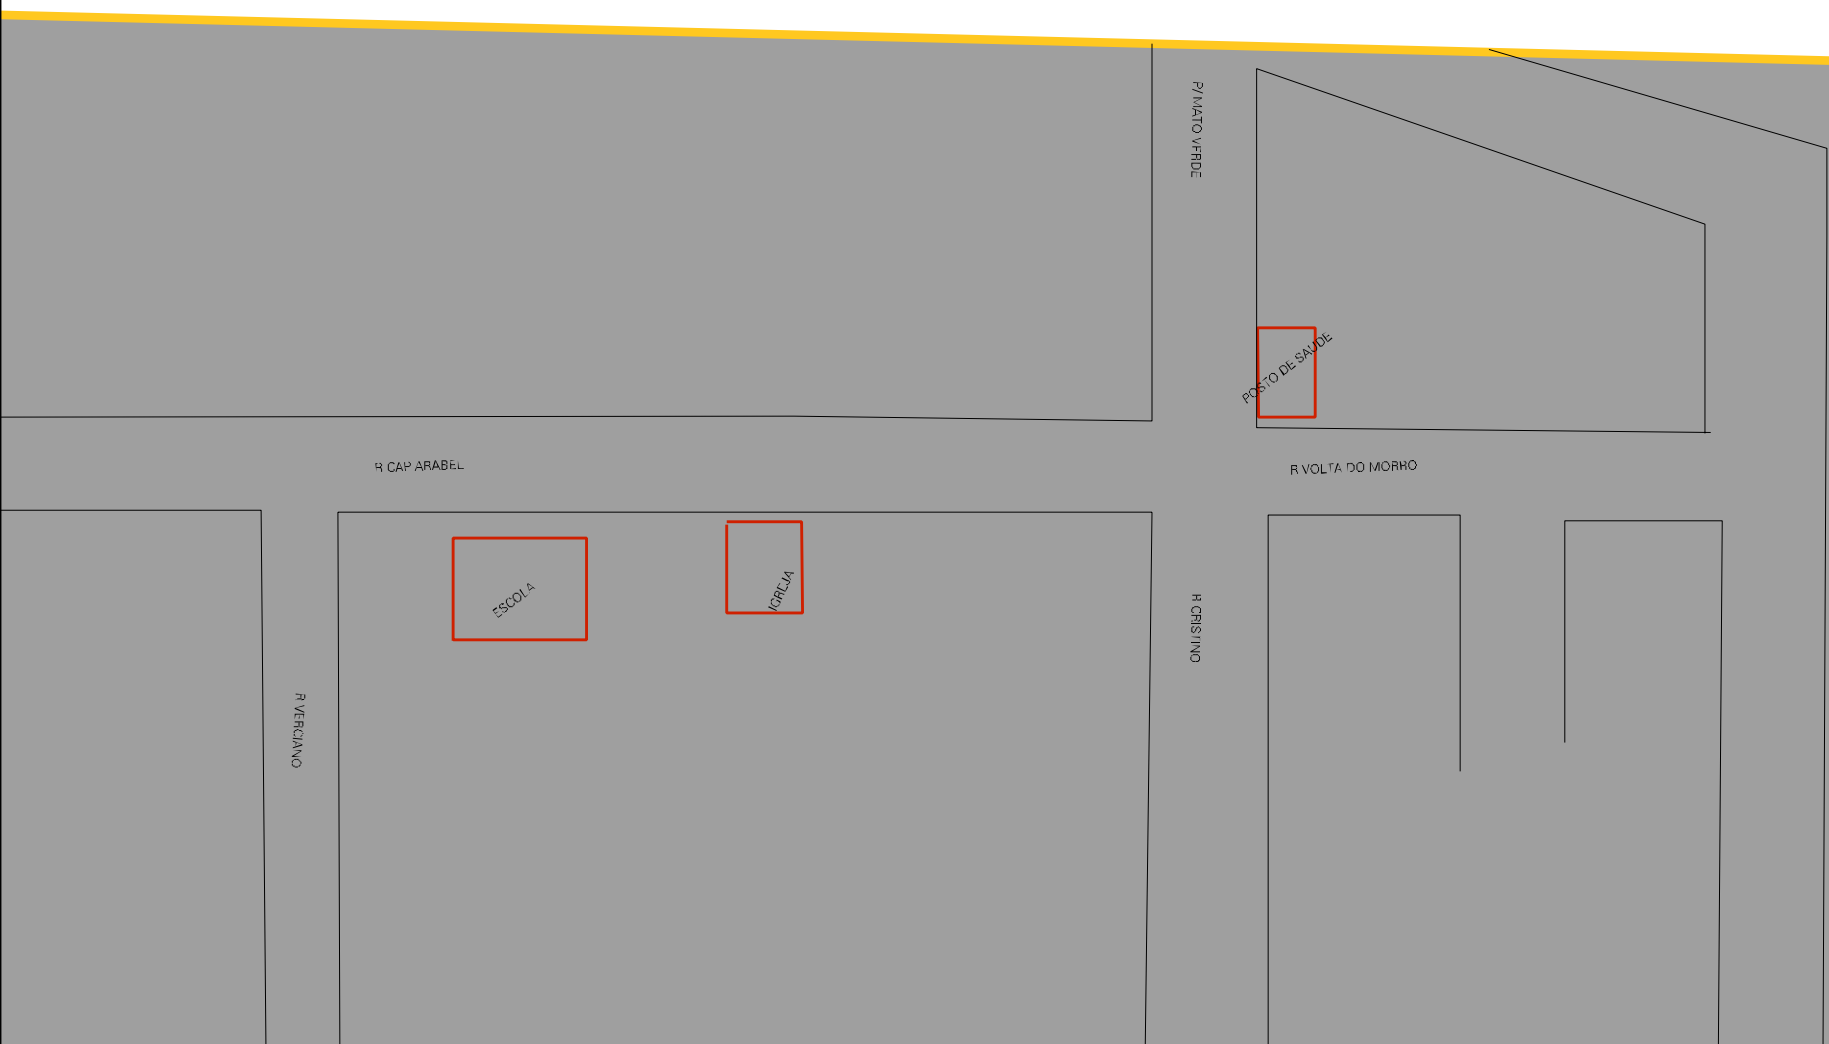 P/ MATO VERDE
POSTO DE SAUDE
R CAP ARABEL
R VOLTA DO MORRO
ESCOLA
IGREJA
R CRISTINO
R VERCIANO